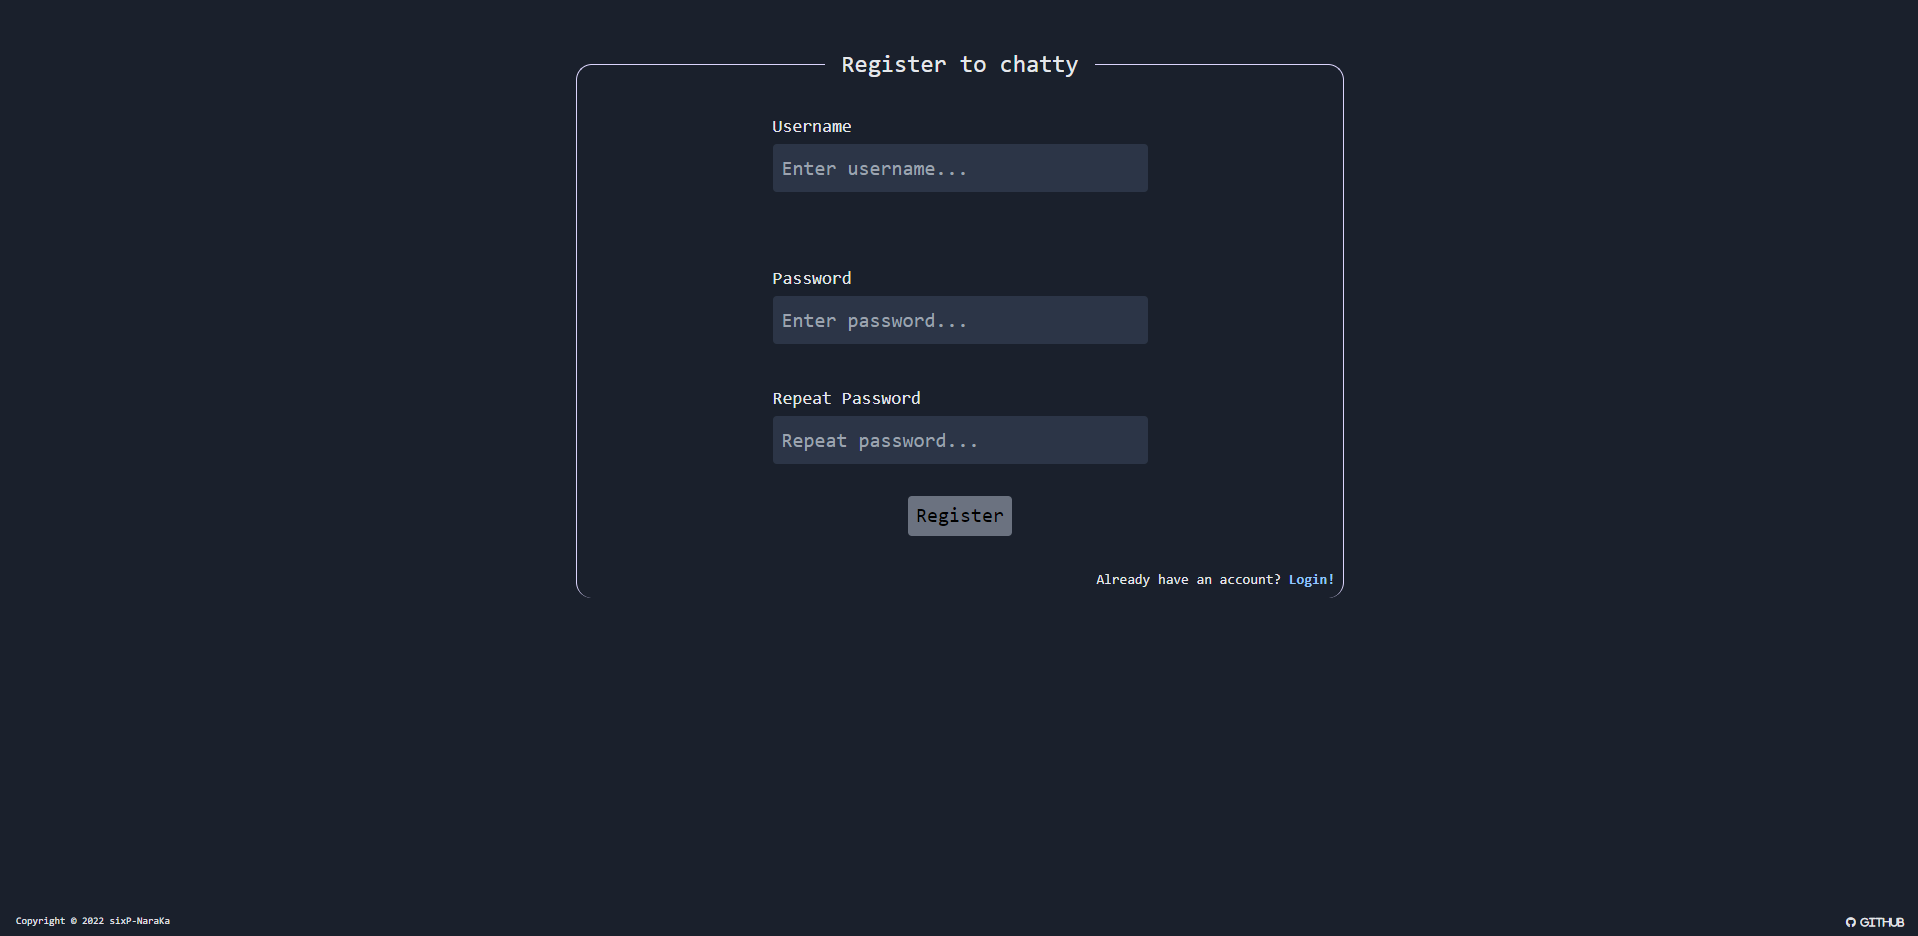 Register to chatty
Username
Enter username...
Password
Enter password...
Repeat Password
Repeat password...
Register
Already have an account? Login!
Copyright © 2022 sixP-NaraKa
GITHUB